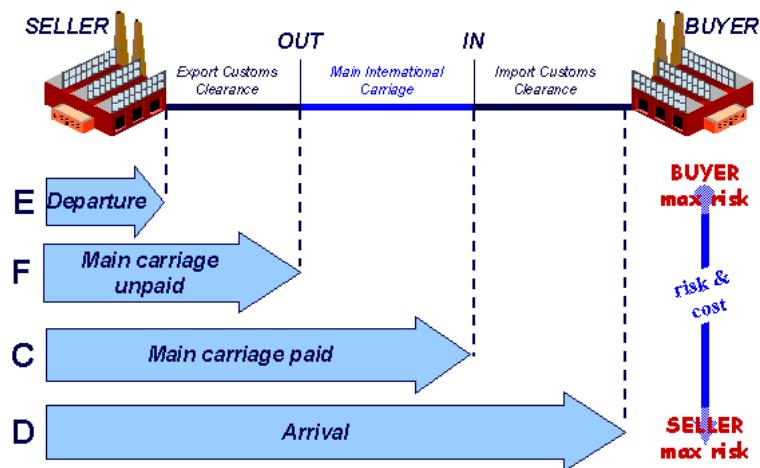 SELLER
OUT
IN
BUYER
Export Customs
Clearance
Main International
Carriage
Import Customs
Clearance
E
Departure
BUYER
max risk
F
Main carriage
unpaid
risk &
cost
C
Main carriage paid
D
Arrival
SELLER
max risk